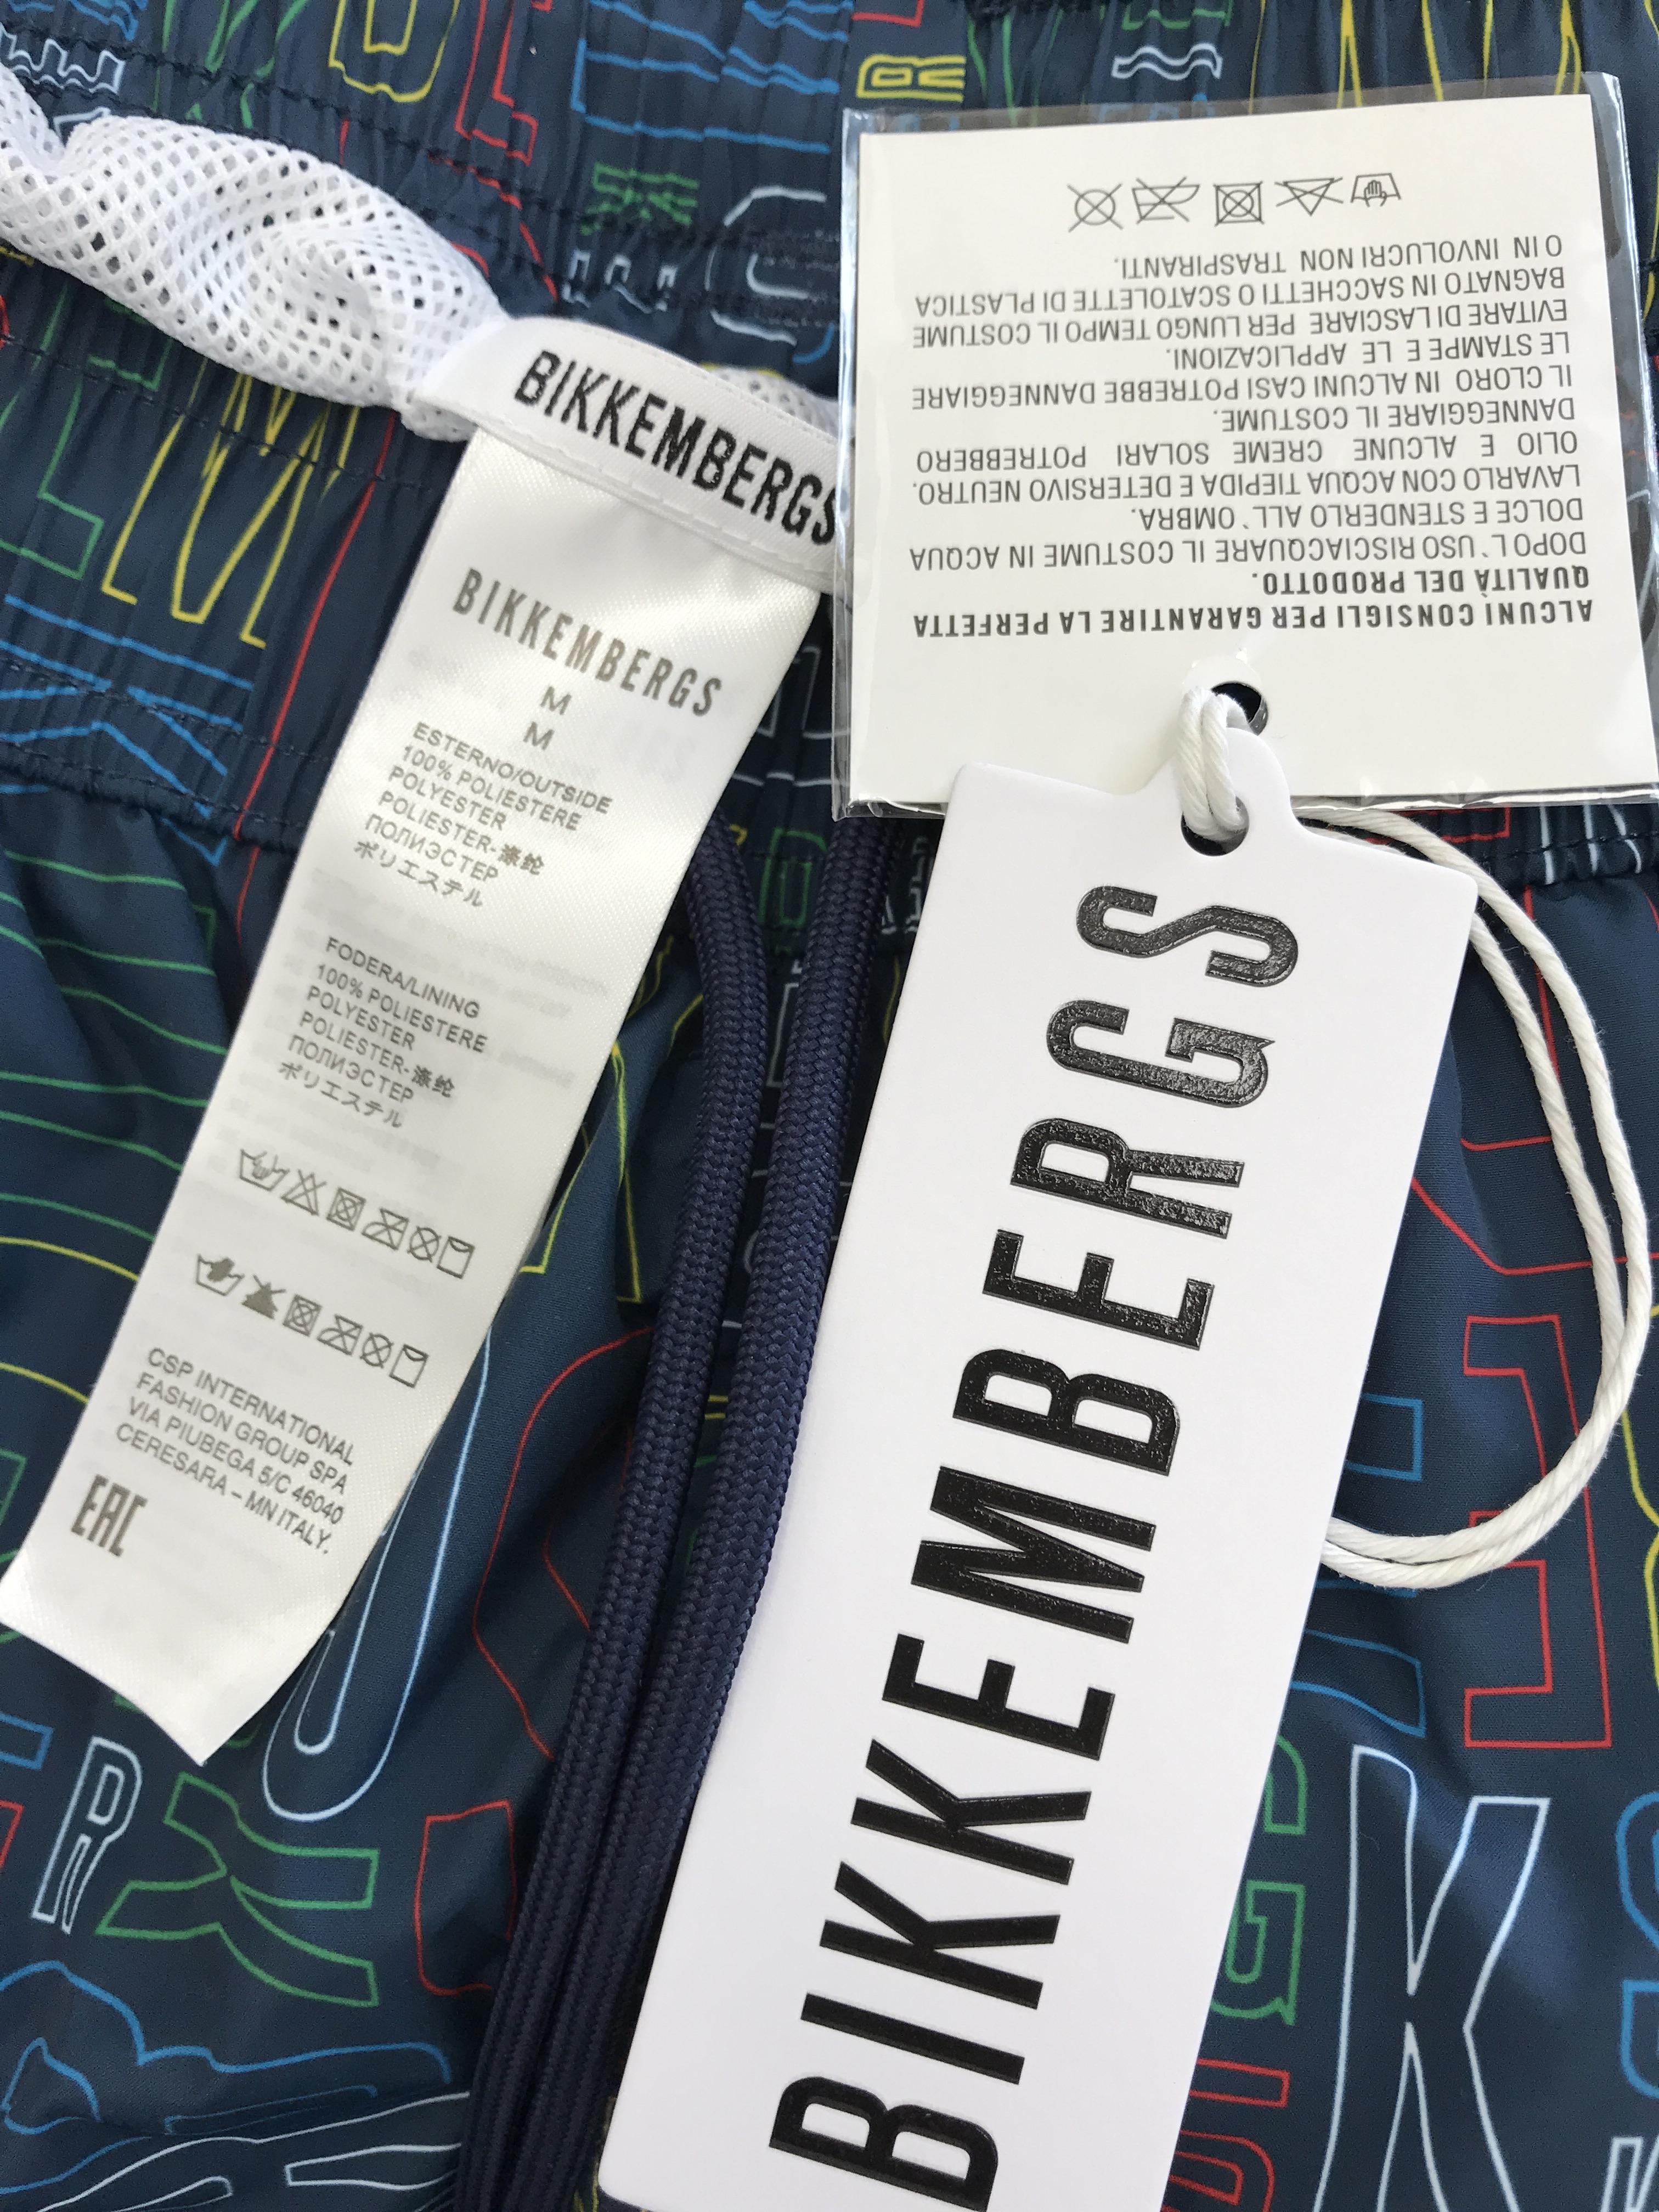 BIKKEMBERGS
BIKKEMBERGS
M
M
ESTERNO/OUTSIDE
100% POLIESTERE
POLYESTER
POLIESTER-涤纶
ПОЛИЭСТЕР
ポリエステル
FODERA/LINING
100% POLIESTERE
POLYESTER
POLIESTER-涤纶
ПОЛИЭСТЕР
ポリエステル
CSP INTERNATIONAL
FASHION GROUP SPA
VIA PIUBEGA 5/C 46040
CERESARA – MN ITALY.
EAC
ALCUNI CONSIGLI PER GARANTIRE LA PERFETTA
QUALITÀ DEL PRODOTTO.
DOPO L`USO RISCIACQUARE IL COSTUME IN ACQUA
DOLCE E STENDERLO ALL`OMBRA.
LAVARLO CON ACQUA TIEPIDA E DETERSIVO NEUTRO.
OLIO E ALCUNE CREME SOLARI POTREBBERO
DANNEGGIARE IL COSTUME.
IL CLORO IN ALCUNI CASI POTREBBE DANNEGGIARE
LE STAMPE E LE APPLICAZIONI.
EVITARE DI LASCIARE PER LUNGO TEMPO IL COSTUME
BAGNATO IN SACCHETTI O SCATOLETTE DI PLASTICA
O IN INVOLUCRI NON TRASPIRANTI.
BIKKEMBERGS